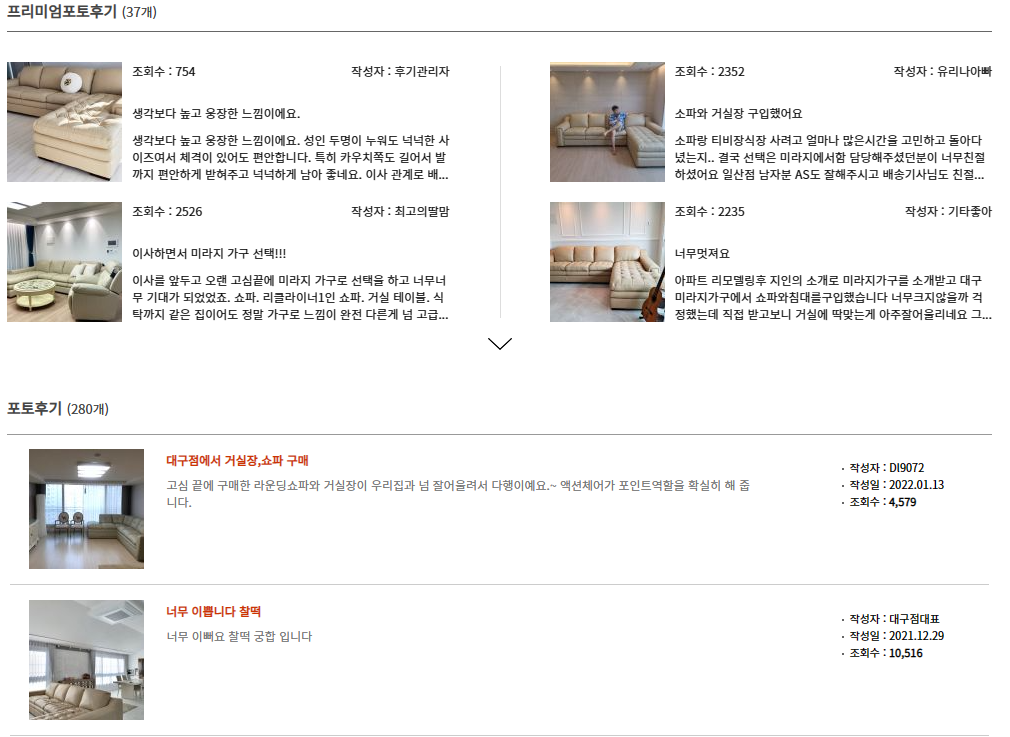 프리미엄포토후기 (37개)
조회수 : 754 작성자 : 후기관리자
생각보다 높고 웅장한 느낌이에요.
생각보다 높고 웅장한 느낌이에요. 성인 두명이 누워도 넉넉한 사
이즈여서 체격이 있어도 편안합니다. 특히 카우치쪽도 길어서 발
까지 편안하게 받혀주고 넉넉하게 남아 좋네요. 이사 관계로 배...
조회수 : 2352 작성자 : 유리나아빠
소파와 거실장 구입했어요
소파랑 티비장식장 사려고 얼마나 많은시간을 고민하고 돌아다
녔는지.. 결국 선택은 미라지에서함 담당해주셨던분이 너무친절
하셨어요 일산점 남자분 AS도 잘해주시고 배송기사님도 친절...
조회수 : 2526 작성자 : 최고의딸맘
이사하면서 미라지 가구 선택!!!
이사를 앞두고 오랜 고심끝에 미라지 가구로 선택을 하고 너무너
무 기대가 되었었죠. 쇼파. 리클라이너1인 쇼파. 거실 테이블. 식
탁까지 같은 집이어도 정말 가구로 느낌이 완전 다른게 넘 고급...
조회수 : 2235 작성자 : 기타좋아
너무멋져요
아파트 리모델링후 지인의 소개로 미라지가구를 소개받고 대구
미라지가구에서 쇼파와침대를구입했습니다 너무크지않을까 걱
정했는데 직접 받고보니 거실에 딱맞는게 아주잘어울리네요 그...
포토후기 (280개)
대구점에서 거실장,쇼파 구매
고심 끝에 구매한 라운딩쇼파와 거실장이 우리집과 넘 잘어울려서 다행이예요.~ 액션체어가 포인트역할을 확실히 해 줍
니다.
· 작성자 : DI9072
· 작성일 : 2022.01.13
· 조회수 : 4,579
너무 이쁩니다 찰떡
너무 이뻐요 찰떡 궁합 입니다
· 작성자 : 대구점대표
· 작성일 : 2021.12.29
· 조회수 : 10,516